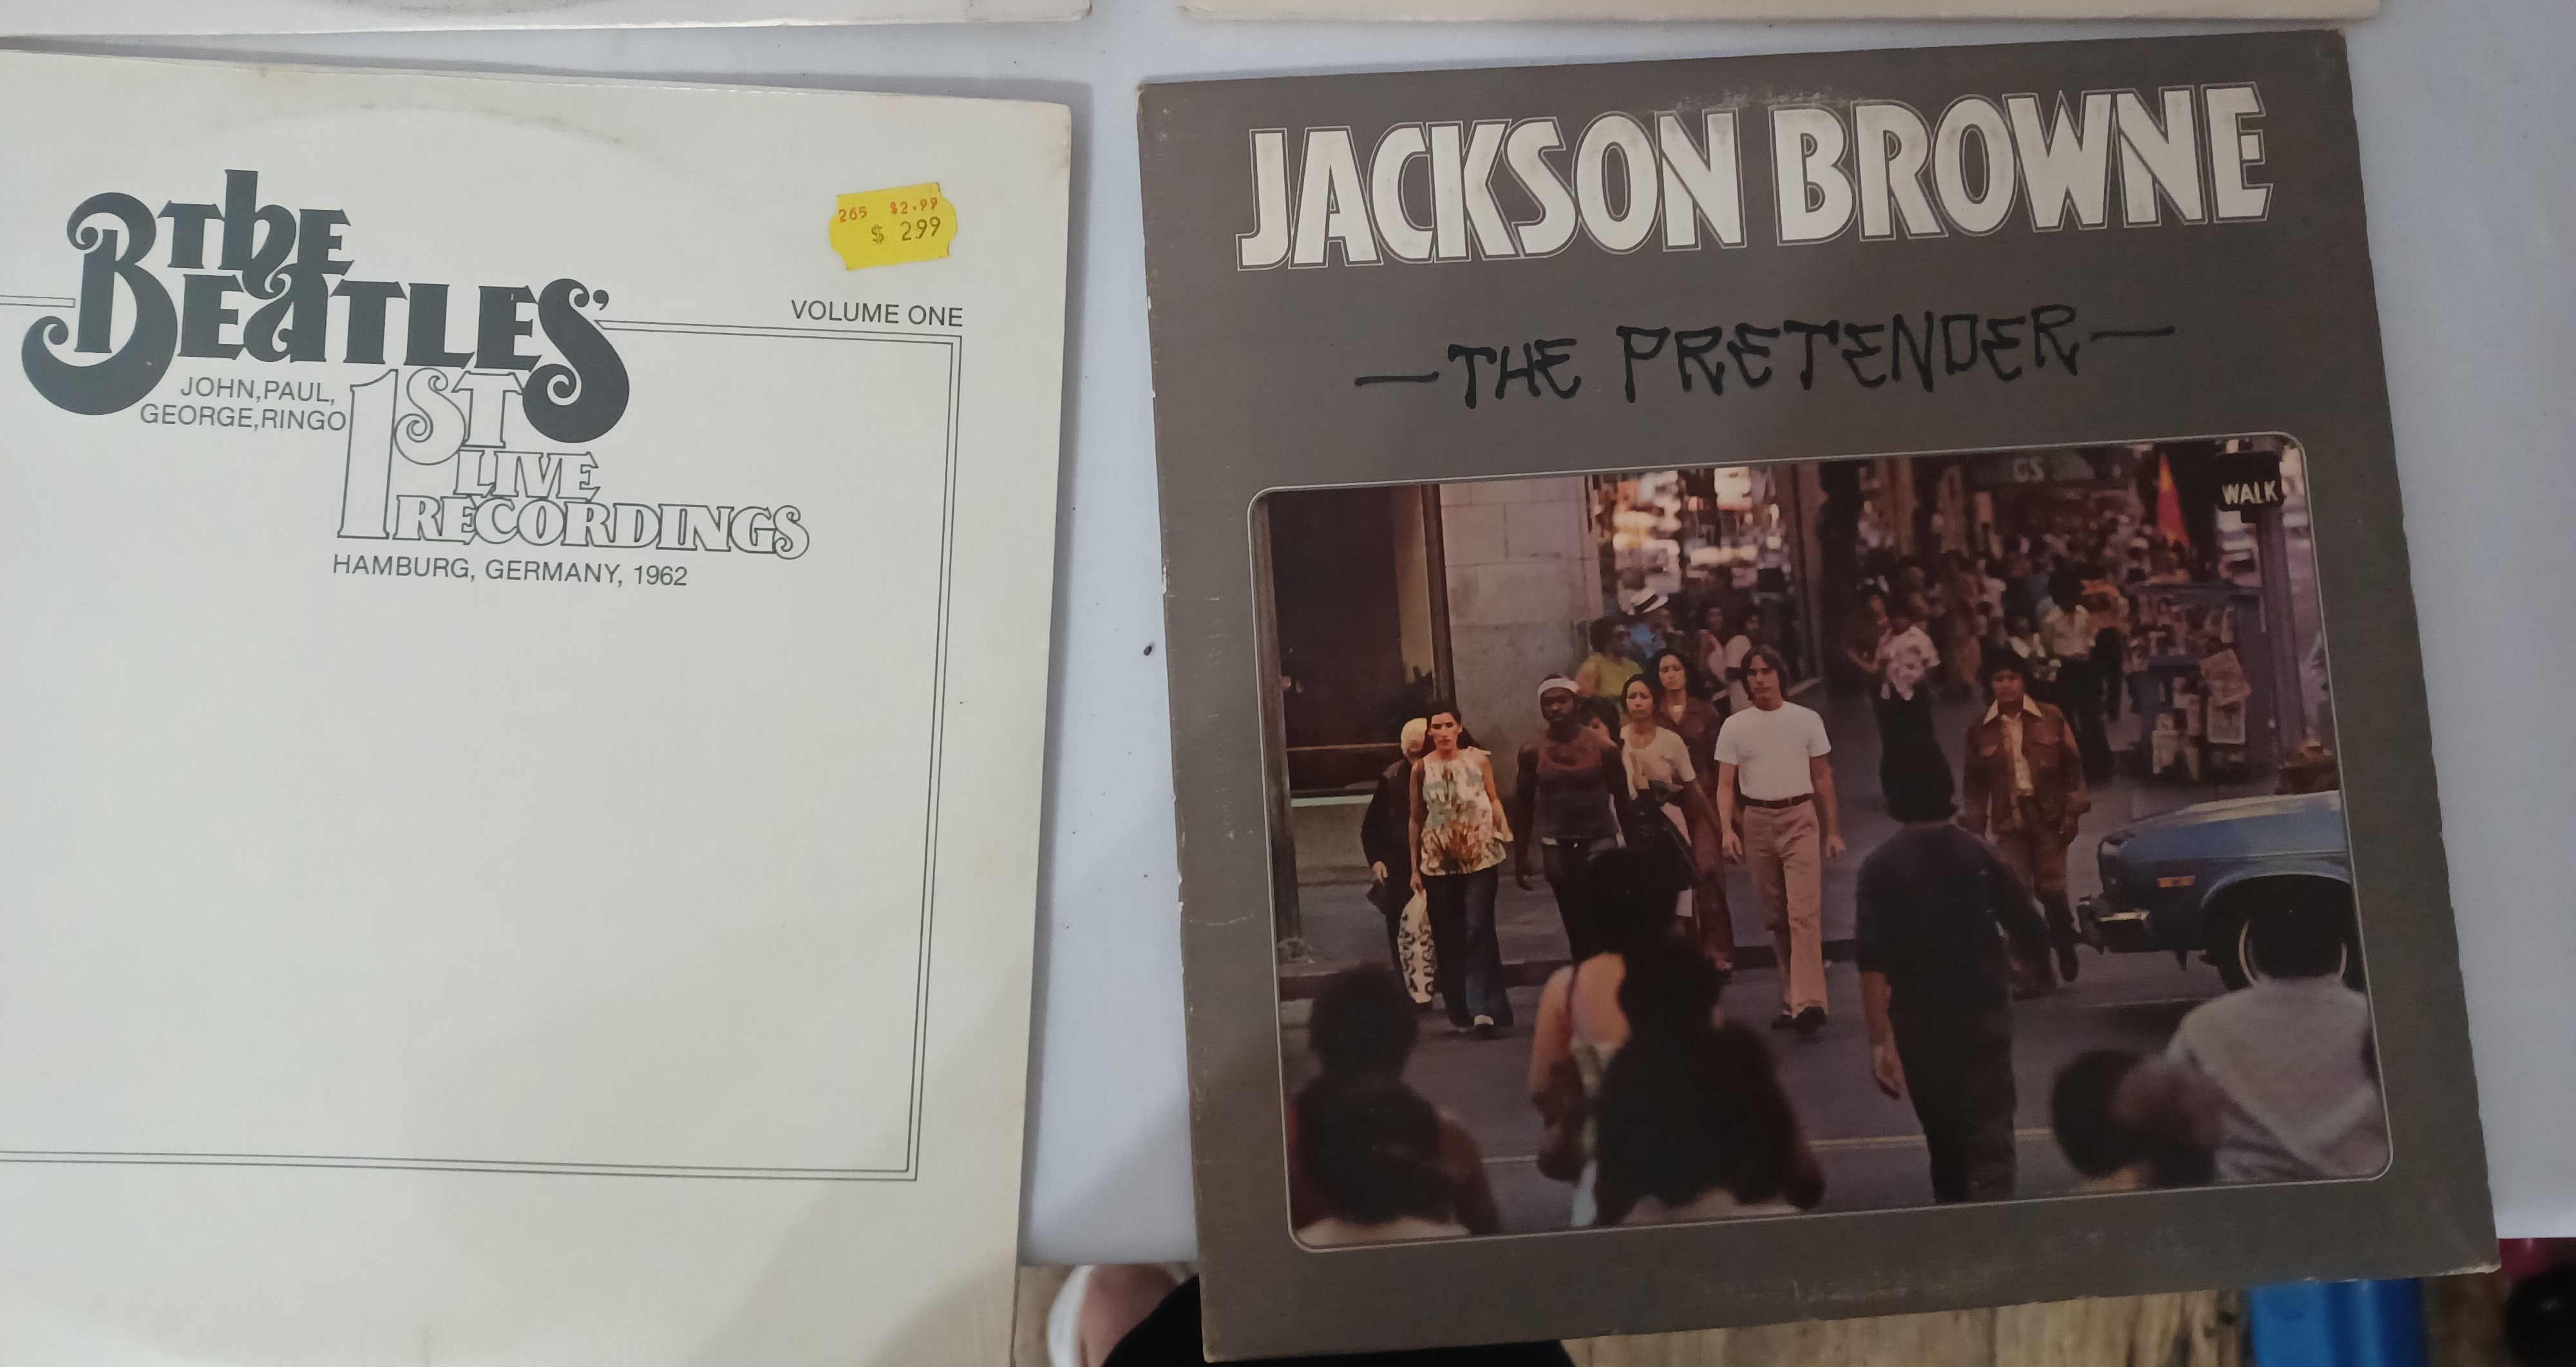 The BEATLES'
JOHN, PAUL,
GEORGE, RINGO
1ST
LIVE
RECORDINGS
HAMBURG, GERMANY, 1962
265 $2.99
$ 299
VOLUME ONE
JACKSON BROWNE
—THE PRETENDER—
CS
WALK